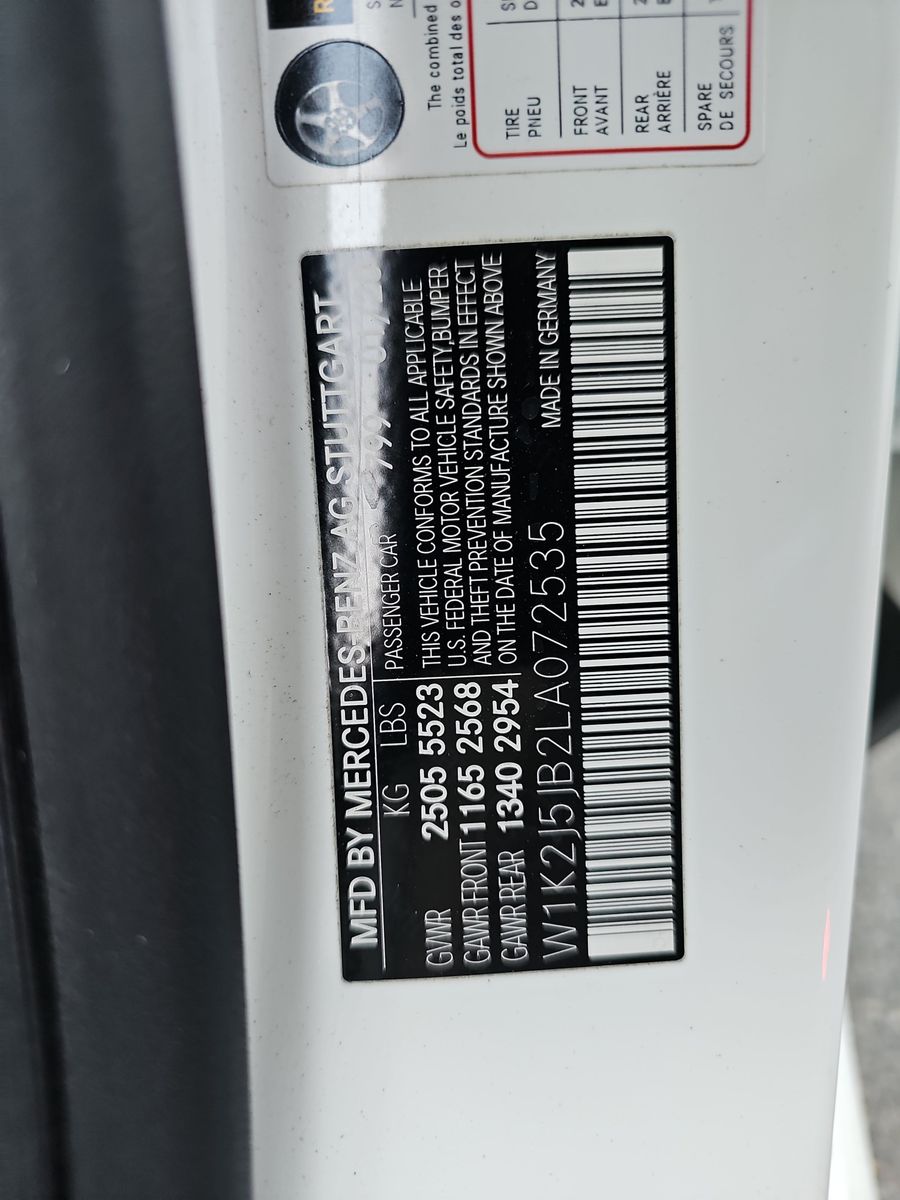 The combined
Le poids total des o
TIRE
PNEU
FRONT
AVANT
REAR
ARRIÈRE
SPARE
DE SECOURS
MFD BY MERCEDES-BENZ AG STUTTGART
KG LBS PASSENGER CAR 799
GVWR 2505 5523 THIS VEHICLE CONFORMS TO ALL APPLICABLE
U.S. FEDERAL MOTOR VEHICLE SAFETY,BUMPER
GAWR FRONT 1165 2568 AND THEFT PREVENTION STANDARDS IN EFFECT
GAWR REAR 1340 2954 ON THE DATE OF MANUFACTURE SHOWN ABOVE
W1K2J5JB2LA072535 MADE IN GERMANY